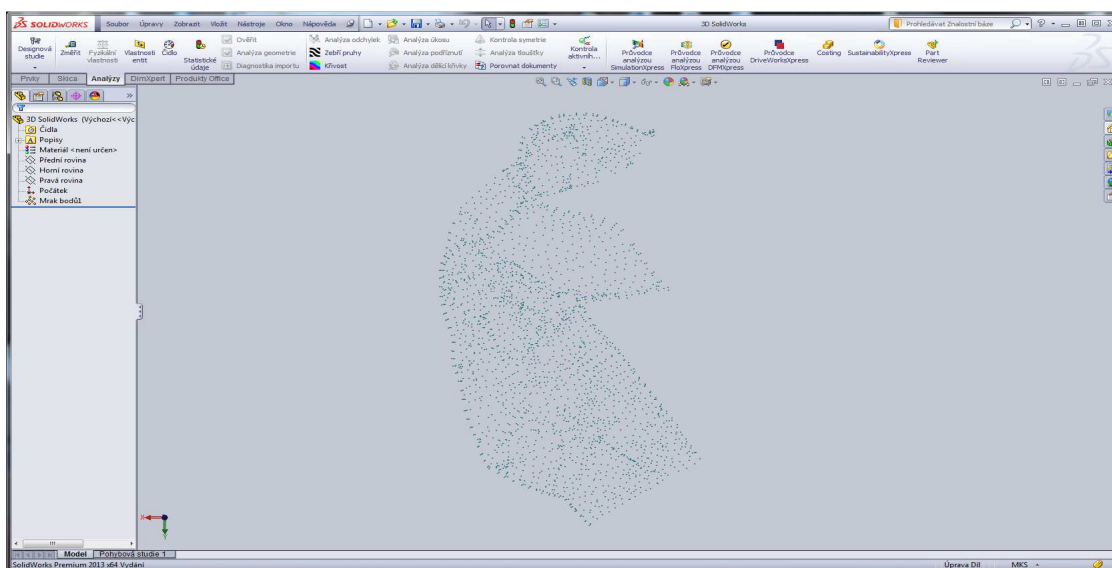 SOLIDWORKS Soubor Úpravy Zobrazit Vložit Nástroje Okno Nápověda 3D SolidWorks Prohledávat Znalostní báze
Designová studie
Změřit
Fyzikální vlastnosti
Vlastnosti entit
Čidlo
Statistické údaje
Ověřit
Analýza geometrie
Diagnostika importu
Analýza odchylek
Zebří pruhy
Křivost
Analýza úkosu
Analýza podříznutí
Analýza dělicí křivky
Kontrola symetrie
Analýza tloušťky
Porovnat dokumenty
Kontrola aktivníh...
Průvodce analýzou SimulationXpress
Průvodce analýzou FloXpress
Průvodce analýzou DFMXpress
Průvodce DriveWorksXpress
Costing
SustainabilityXpress
Part Reviewer
Prvky Skica Analýzy DimXpert Produkty Office
3D SolidWorks (Výchozí<<Výc
Čidla
Popisy
Materiál <není určen>
Přední rovina
Horní rovina
Pravá rovina
Počátek
Mrak bodů1
X
Y
Model Pohybová studie 1
SolidWorks Premium 2013 x64 Vydání Úprava Díl MKS